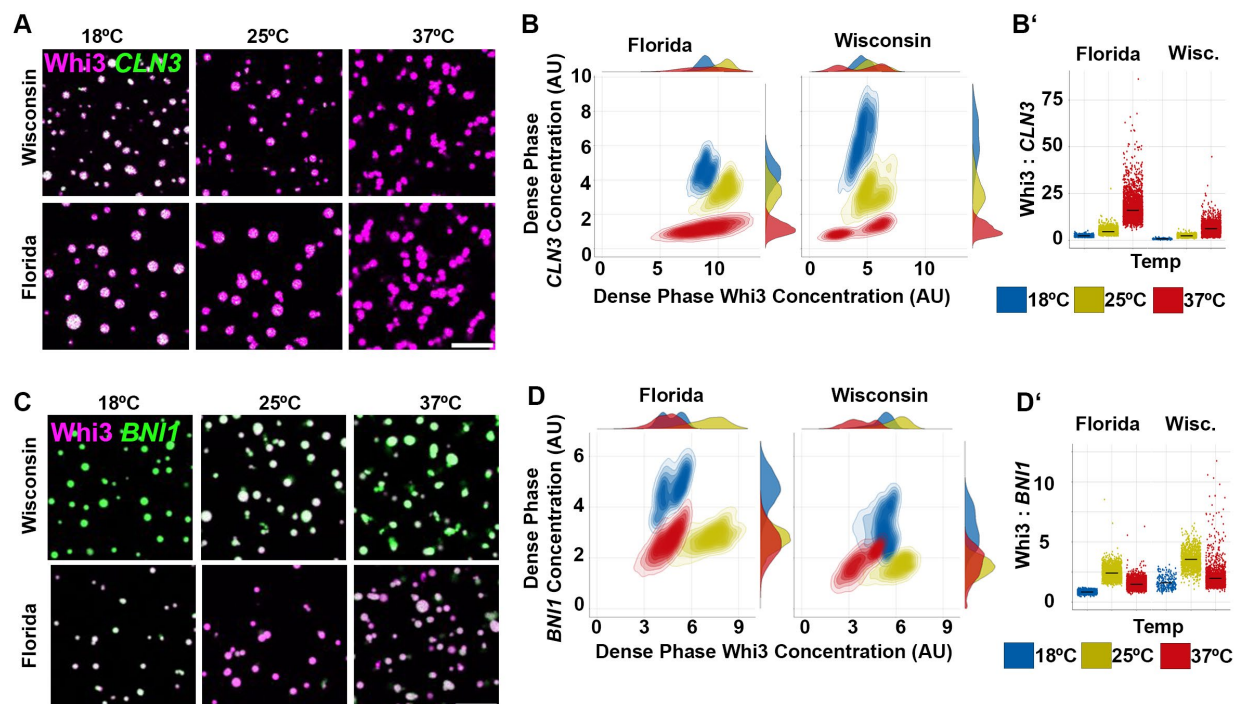 A
18ºC 25ºC 37ºC
Whi3 CLN3
Wisconsin
Florida
B
Florida Wisconsin
Dense Phase
CLN3 Concentration (AU)
10
8
6
4
2
0
0 5 10 0 5 10
Dense Phase Whi3 Concentration (AU)
B‘
Florida Wisc.
Whi3 : CLN3
75
50
25
0
Temp
18ºC 25ºC 37ºC
C
18ºC 25ºC 37ºC
Whi3 BNI1
Wisconsin
Florida
D
Florida Wisconsin
Dense Phase
BNI1 Concentration (AU)
6
4
2
0
0 3 6 9 0 3 6 9
Dense Phase Whi3 Concentration (AU)
D‘
Florida Wisc.
Whi3 : BNI1
10
5
0
Temp
18ºC 25ºC 37ºC